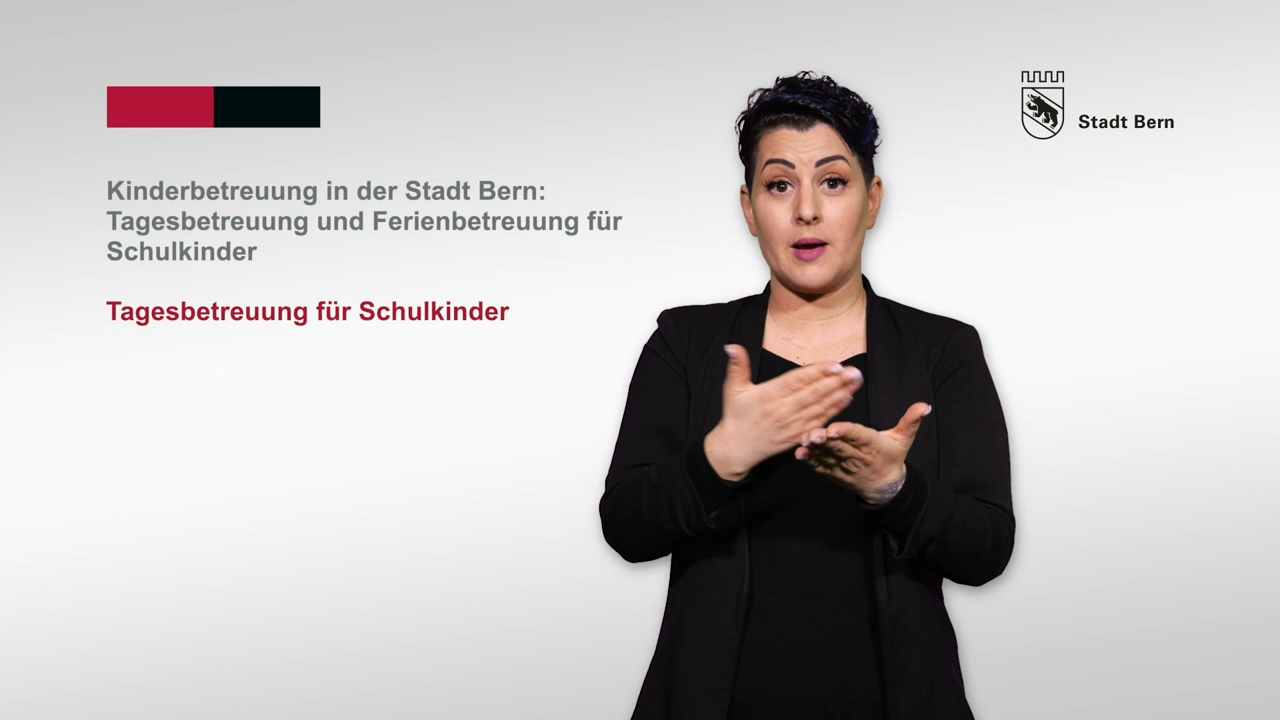 Stadt Bern
Kinderbetreuung in der Stadt Bern:
Tagesbetreuung und Ferienbetreuung für
Schulkinder
Tagesbetreuung für Schulkinder